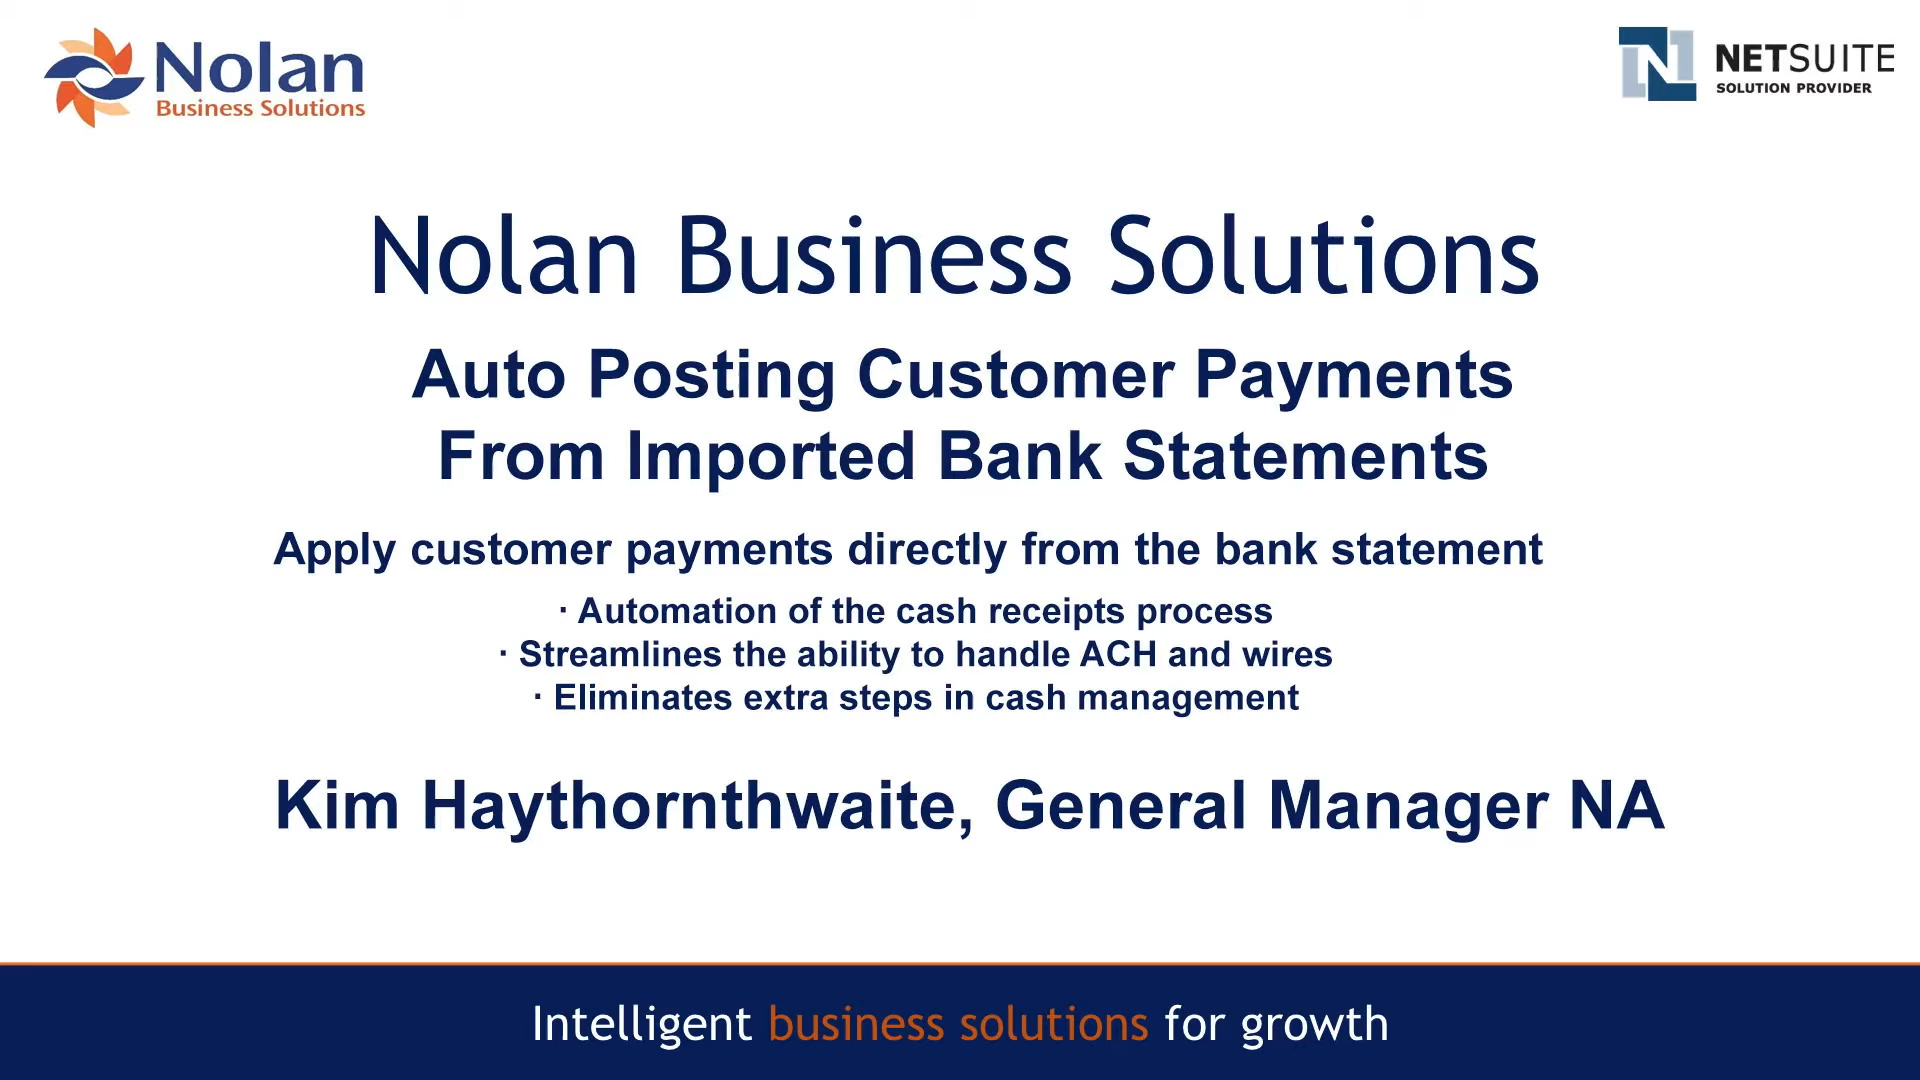 Nolan
Business Solutions
NETSUITE
SOLUTION PROVIDER
Nolan Business Solutions
Auto Posting Customer Payments
From Imported Bank Statements
Apply customer payments directly from the bank statement
· Automation of the cash receipts process
· Streamlines the ability to handle ACH and wires
· Eliminates extra steps in cash management
Kim Haythornthwaite, General Manager NA
Intelligent business solutions for growth